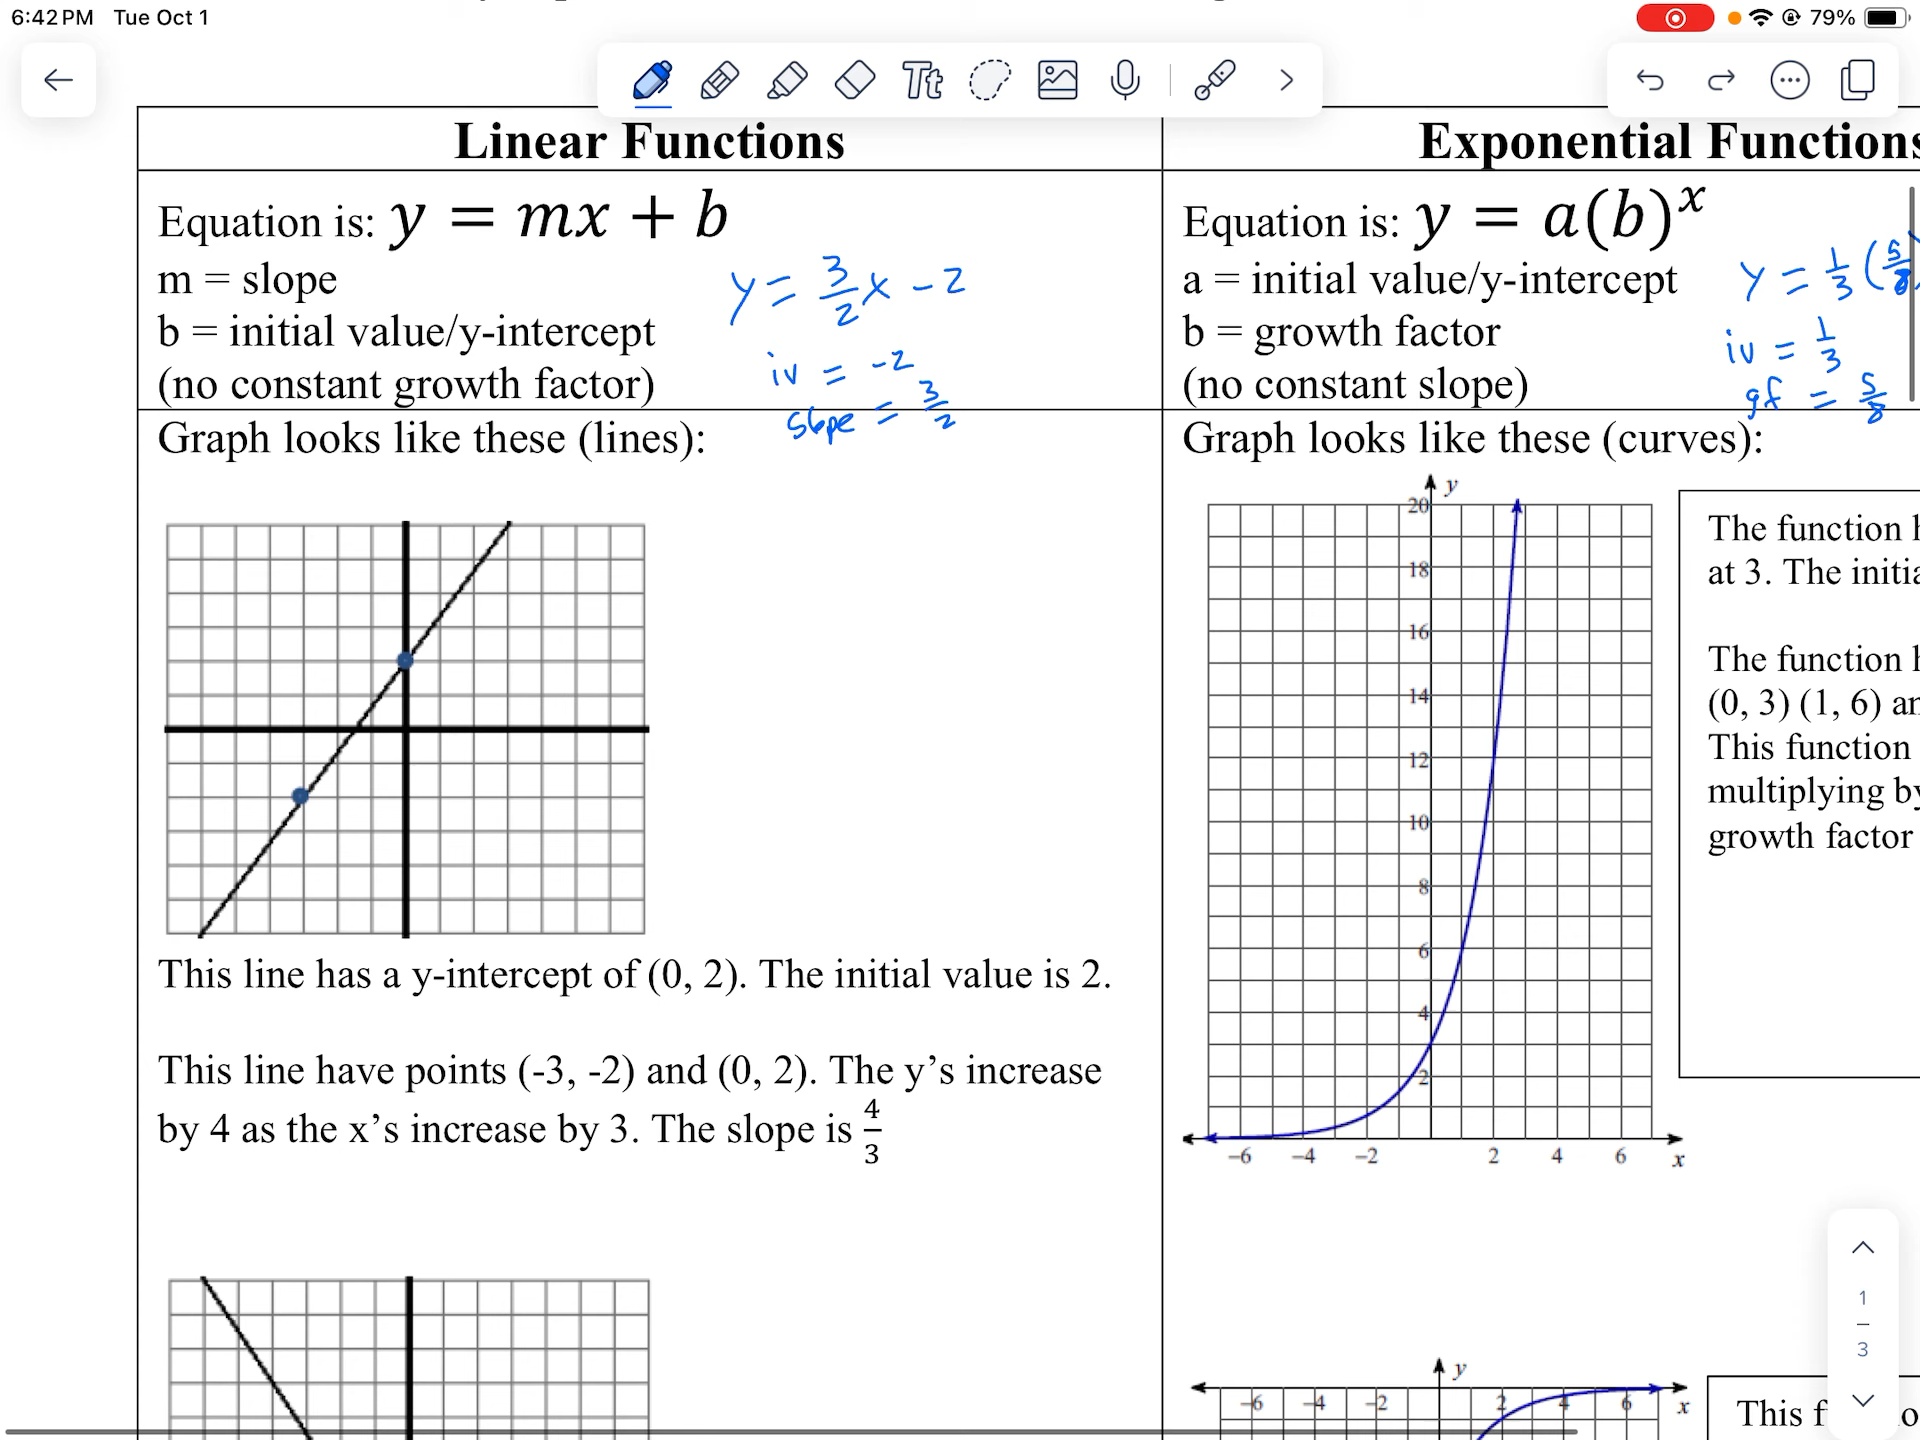 6:42 PM Tue Oct 1
79%
Tt
Linear Functions
Equation is: y = mx + b
m = slope
b = initial value/y-intercept
(no constant growth factor)
y = 3/2 x - 2
iv = -2
slope = 3/2
Graph looks like these (lines):
This line has a y-intercept of (0, 2). The initial value is 2.
This line have points (-3, -2) and (0, 2). The y’s increase
by 4 as the x’s increase by 3. The slope is 4/3
Exponential Functions
Equation is: y = a(b)^x
a = initial value/y-intercept
b = growth factor
(no constant slope)
y = 1/3 (5/8)
iv = 1/3
gf = 5/8
Graph looks like these (curves):
y
20
18
16
14
12
10
8
6
4
2
-6 -4 -2 2 4 6 x
The function
at 3. The
The function
(0, 3) (1, 6)
This function
multiplying
growth factor
y
-6 -4 -2 2 4 6 x
This
1
3